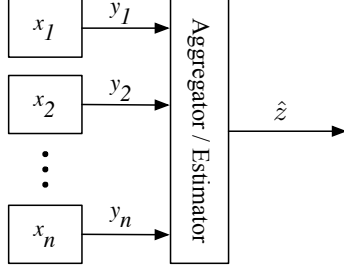 x1 y1
x2 y2
xn yn
Aggregator / Estimator
ẑ